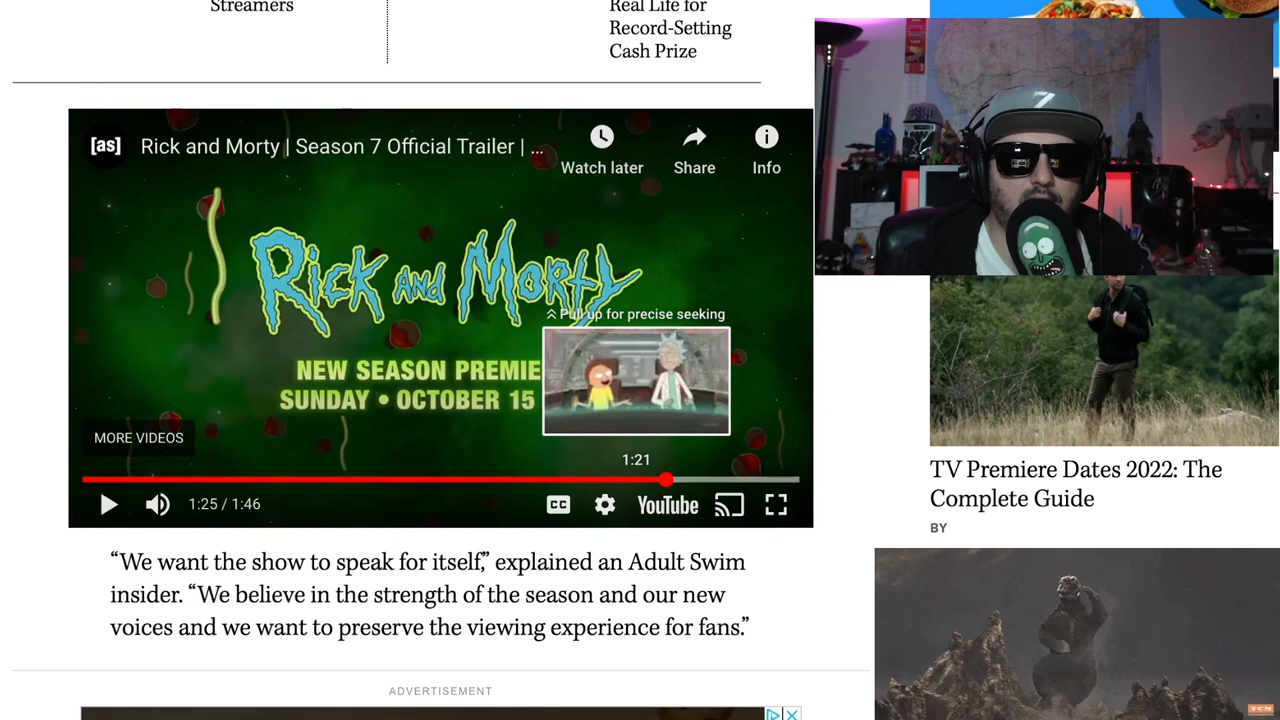 Streamers
Real Life for
Record-Setting
Cash Prize
[as]
Rick and Morty | Season 7 Official Trailer | ...
Watch later
Share
Info
RICK AND MORTY
Pull up for precise seeking
NEW SEASON PREMIE
SUNDAY • OCTOBER 15
MORE VIDEOS
1:21
1:25 / 1:46
CC
YouTube
“We want the show to speak for itself,” explained an Adult Swim
insider. “We believe in the strength of the season and our new
voices and we want to preserve the viewing experience for fans.”
ADVERTISEMENT
TV Premiere Dates 2022: The
Complete Guide
BY
TCM